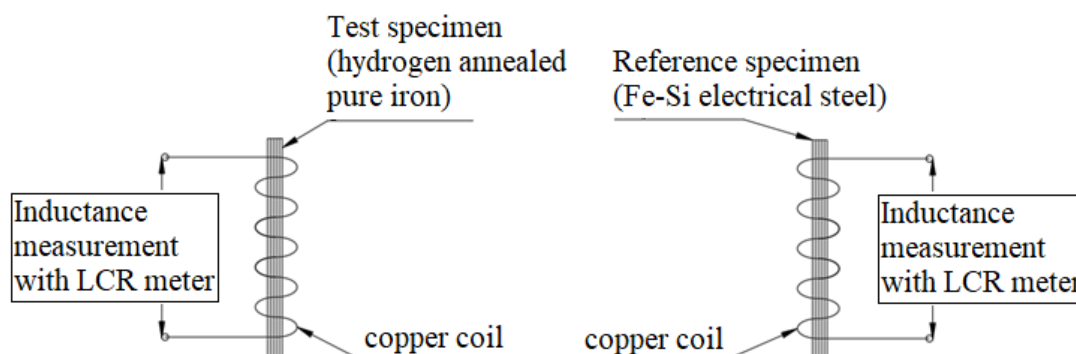 Test specimen
(hydrogen annealed
pure iron)
Reference specimen
(Fe-Si electrical steel)
Inductance
measurement
with LCR meter
Inductance
measurement
with LCR meter
copper coil
copper coil